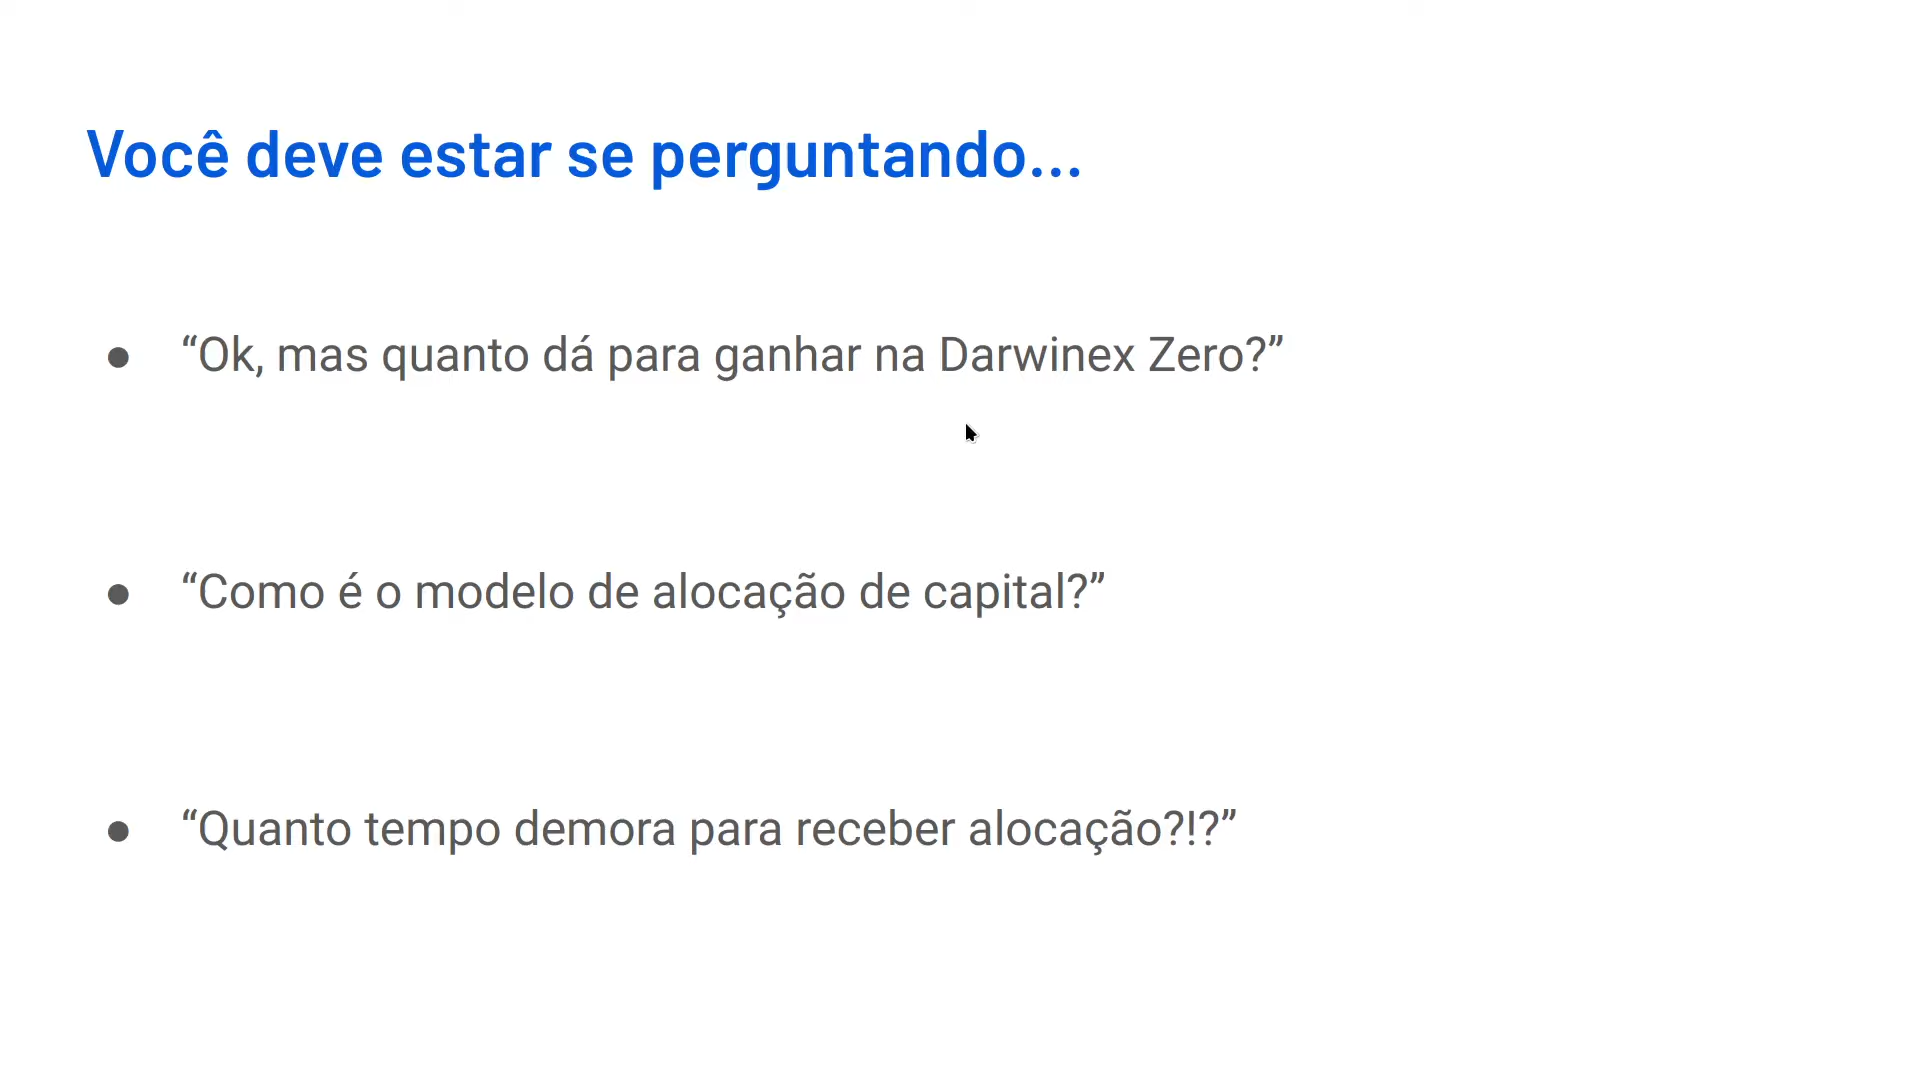 Você deve estar se perguntando...
● “Ok, mas quanto dá para ganhar na Darwinex Zero?”
● “Como é o modelo de alocação de capital?”
● “Quanto tempo demora para receber alocação?!?”